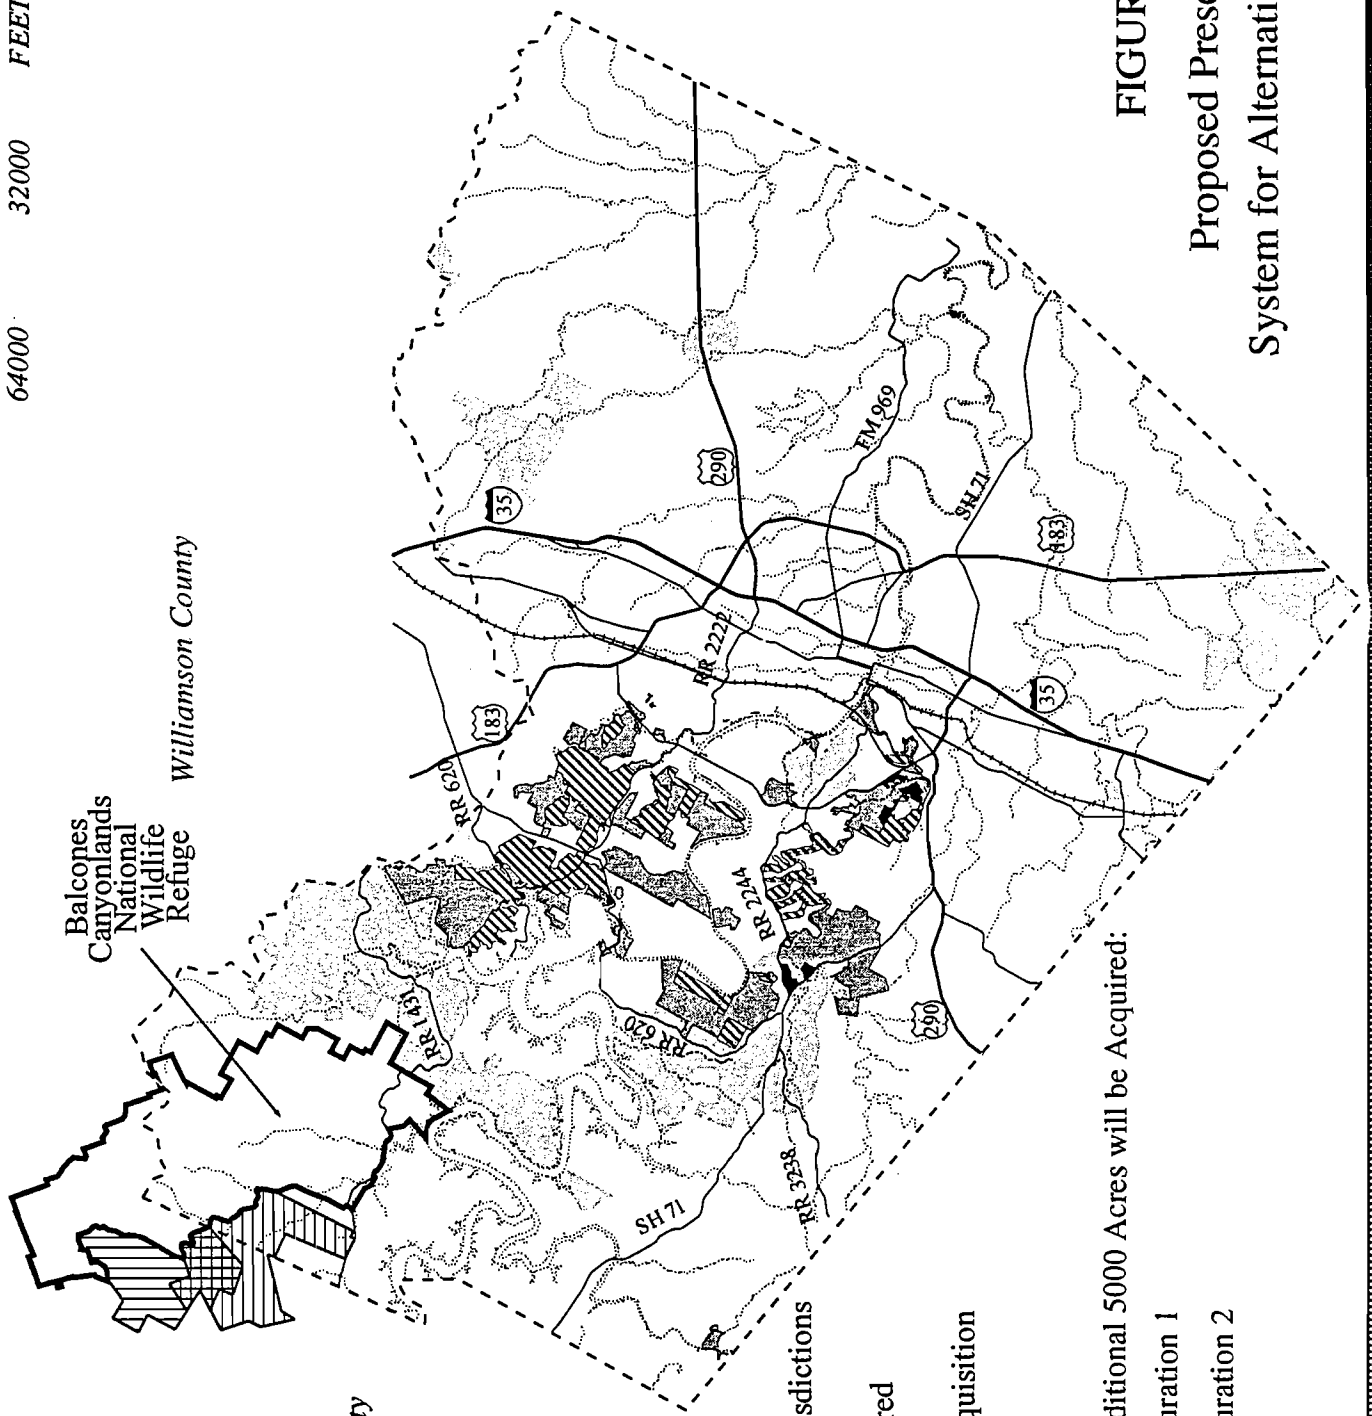 64000 32000 FEET
Balcones
Canyonlands
National
Wildlife
Refuge
Williamson County
RR 620
183
35
RR 1431
RR 2222
290
RR 620
RR 2244
FM 969
SH 71
SH 71
RR 3238
290
35
183
sdictions
red
quisition
ditional 5000 Acres will be Acquired:
uration 1
uration 2
FIGUR
Proposed Prese
System for Alternati